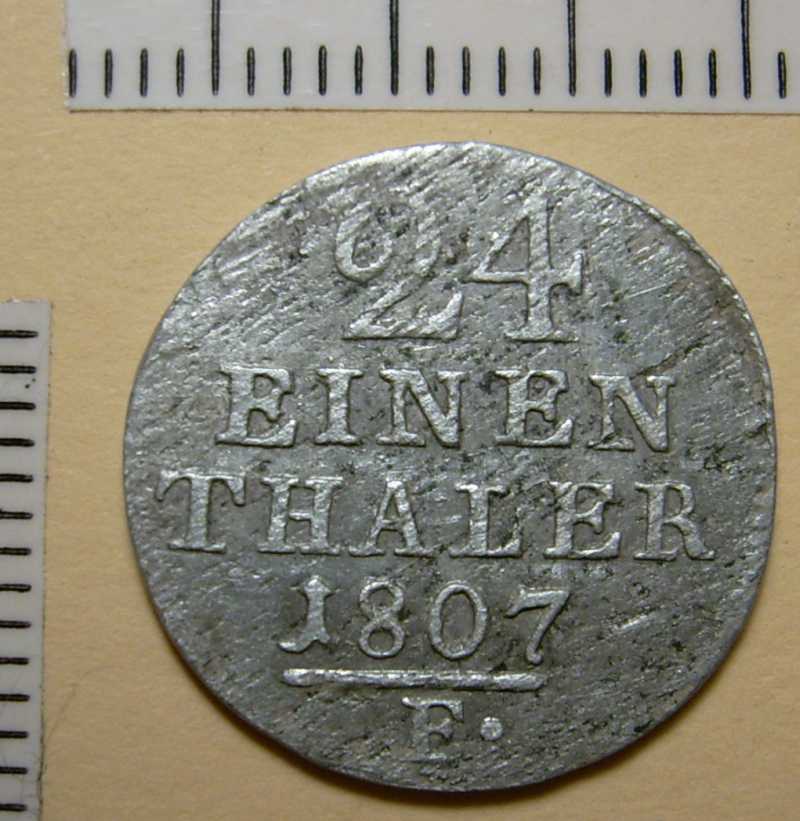 24
EINEN
THALER
1807
F.